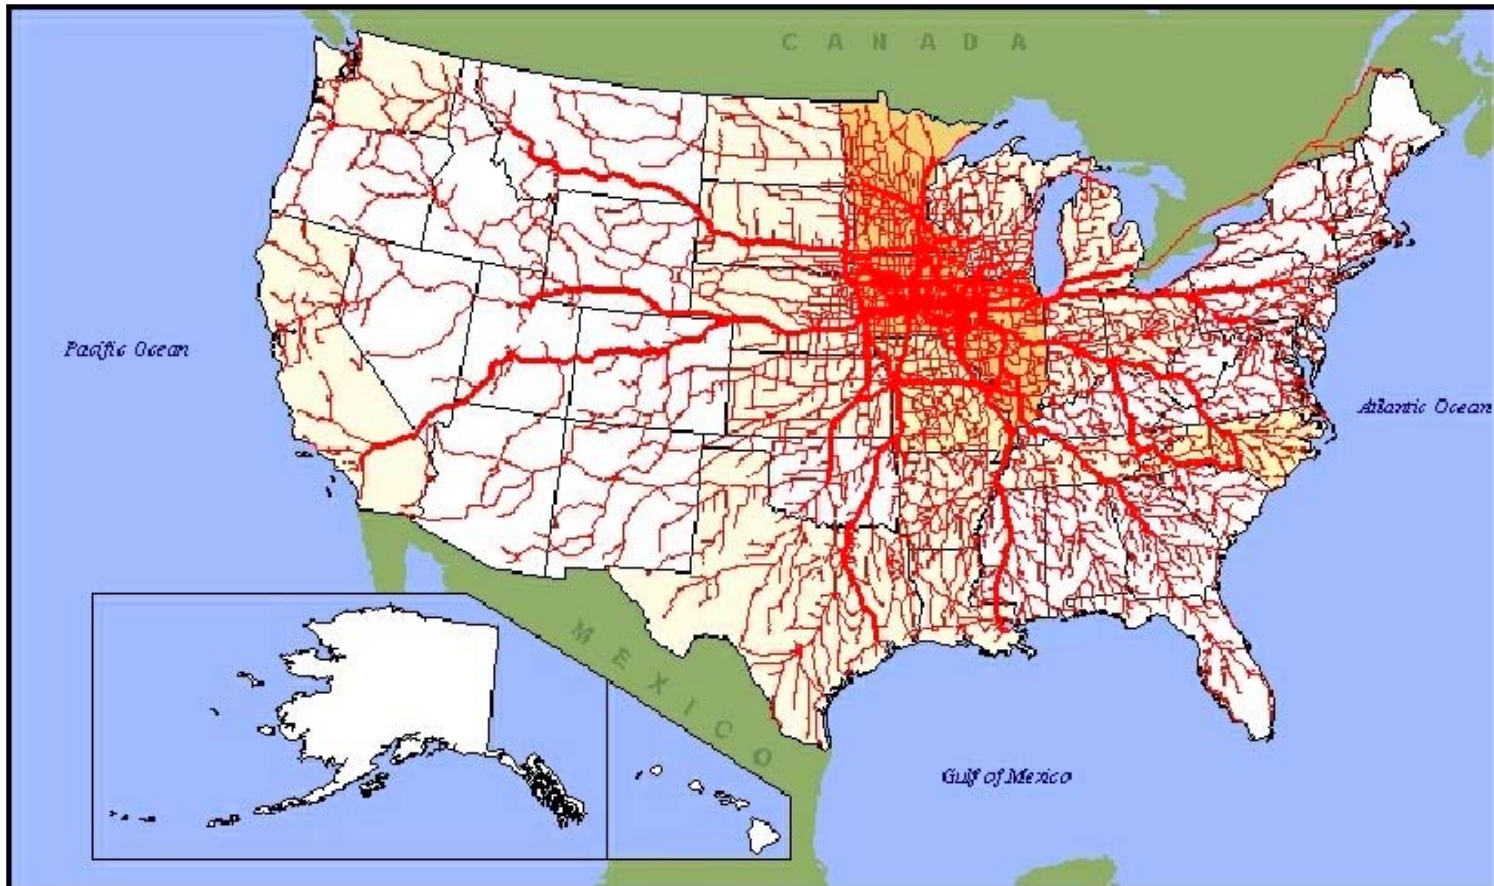 CANADA
Pacific Ocean
Atlantic Ocean
MEXICO
Gulf of Mexico